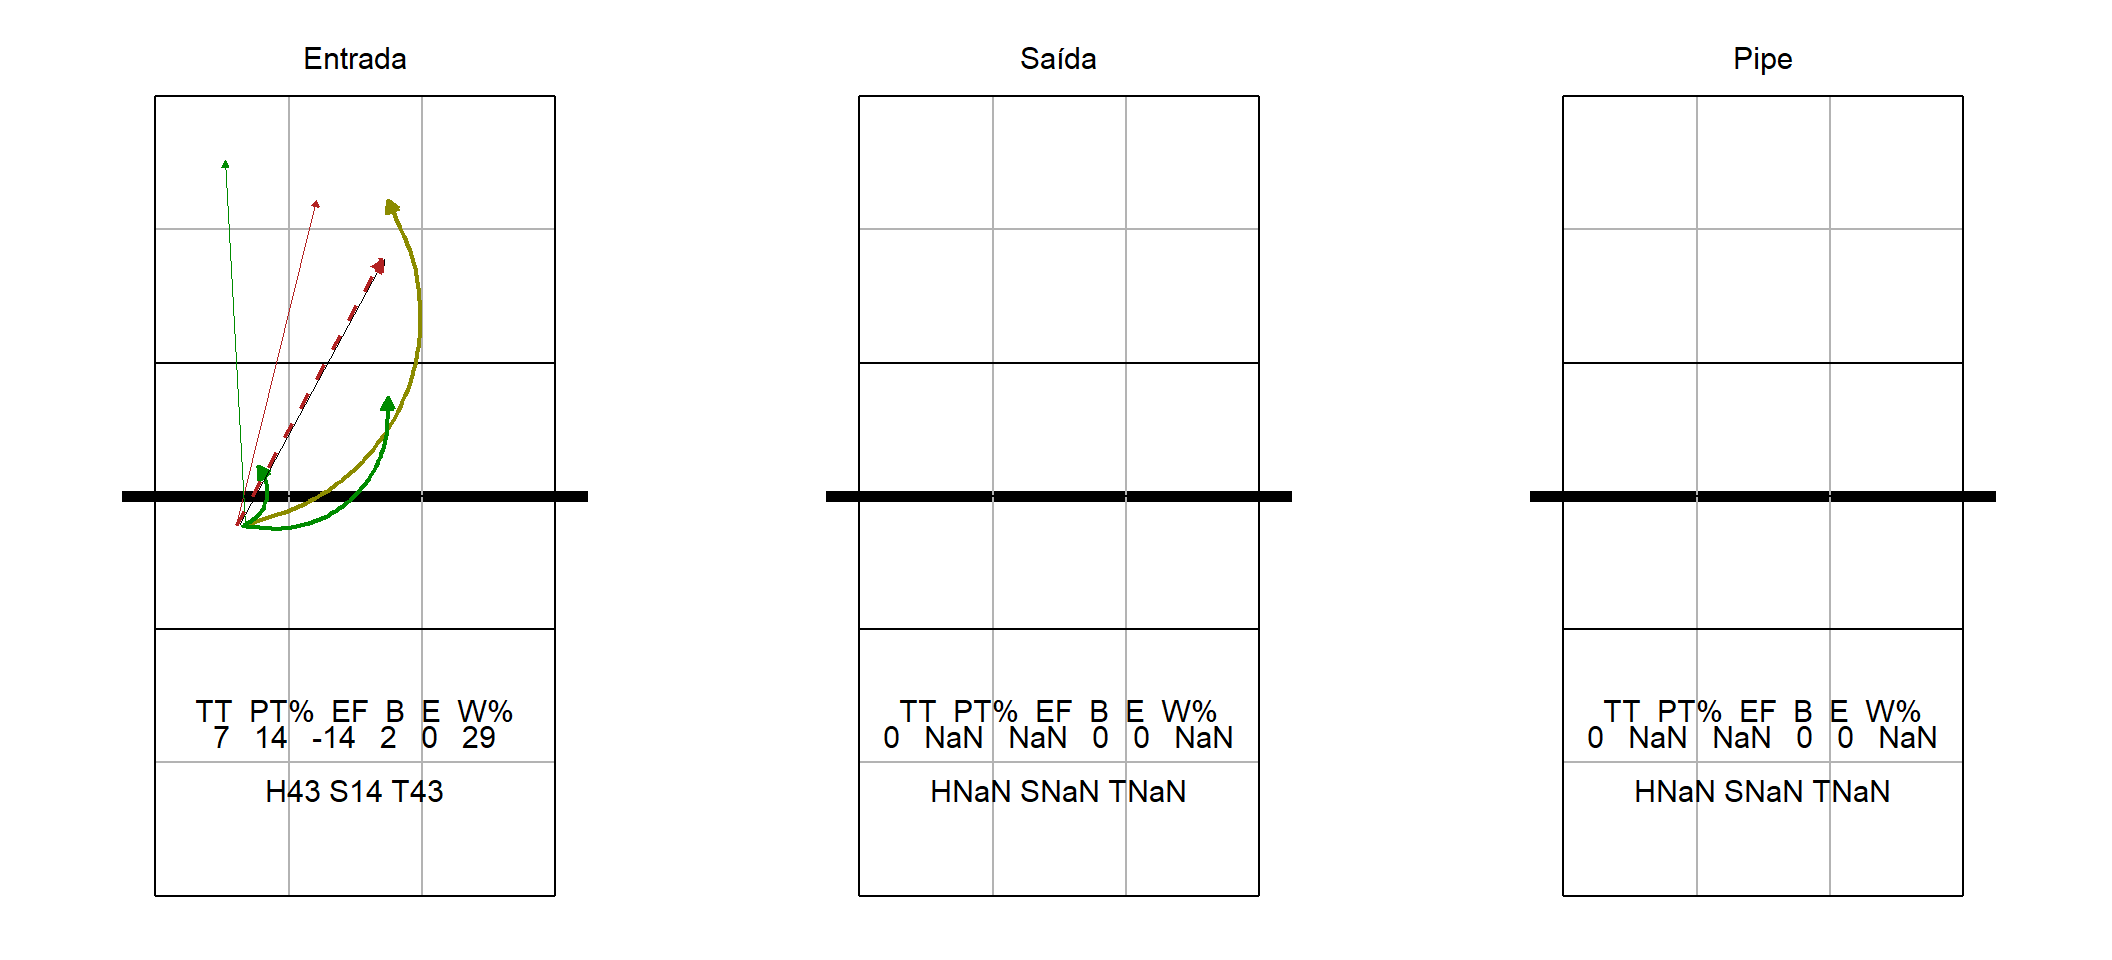 Entrada
TT PT% EF B E W%
7 14 -14 2 0 29
H43 S14 T43
Saída
TT PT% EF B E W%
0 NaN NaN 0 0 NaN
HNaN SNaN TNaN
Pipe
TT PT% EF B E W%
0 NaN NaN 0 0 NaN
HNaN SNaN TNaN